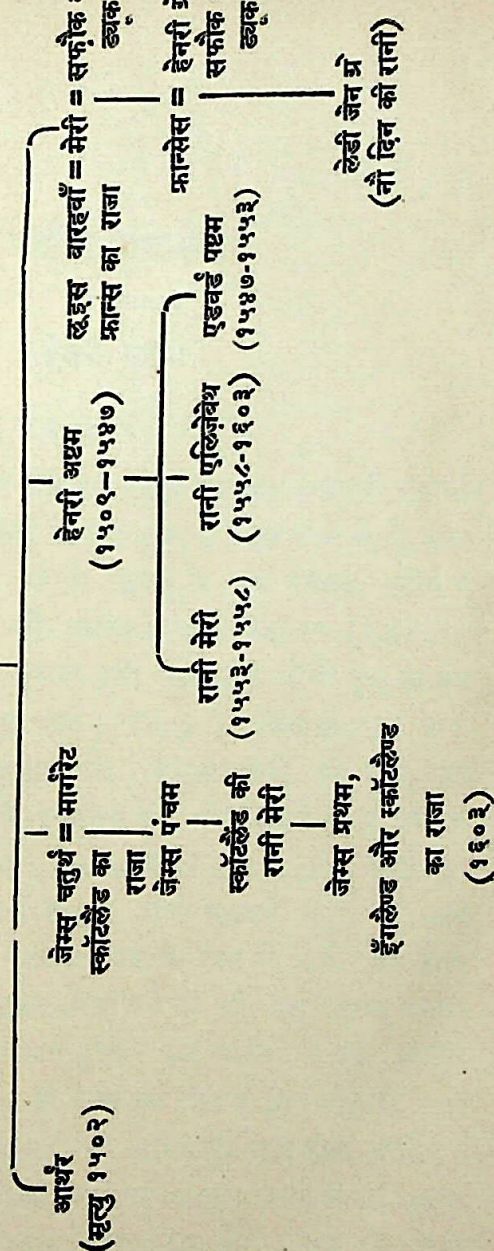 आर्थर
(मृत्यु १५०२)
जेम्स चतुर्थ = मार्गरेट
स्कॉटलैंड का
राजा
जेम्स पंचम
स्कॉटलैंड की
रानी मेरी
जेम्स प्रथम,
इँगलैण्ड और स्कॉटलैण्ड
का राजा
(१६०३)
हेनरी अष्टम
(१५०९–१५४७)
रानी मेरी
(१५५३-१५५८)
रानी एलिज़ेबेथ
(१५५८-१६०३)
एडवर्ड षष्टम
(१५४७-१५५३)
लूइस बारहवाँ = मेरी = सफ़ौक
फ्रान्स का राजा
ड्यूक
फ्रान्सेस = हेनरी
सफौक
ड्यूक
लेडी जेन ग्रे
(नौ दिन की रानी)